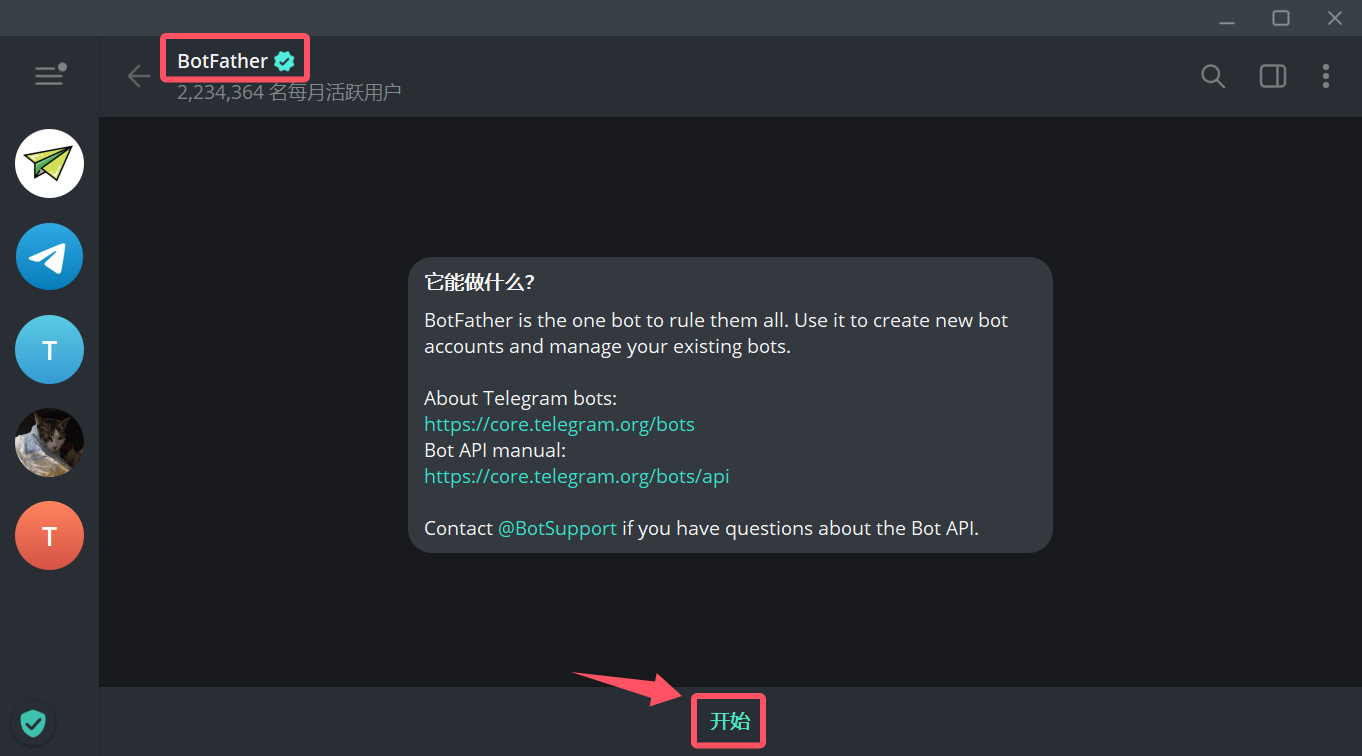 BotFather
2,234,364 名每月活跃用户
T
T
它能做什么?
BotFather is the one bot to rule them all. Use it to create new bot
accounts and manage your existing bots.
About Telegram bots:
https://core.telegram.org/bots
Bot API manual:
https://core.telegram.org/bots/api
Contact @BotSupport if you have questions about the Bot API.
开始